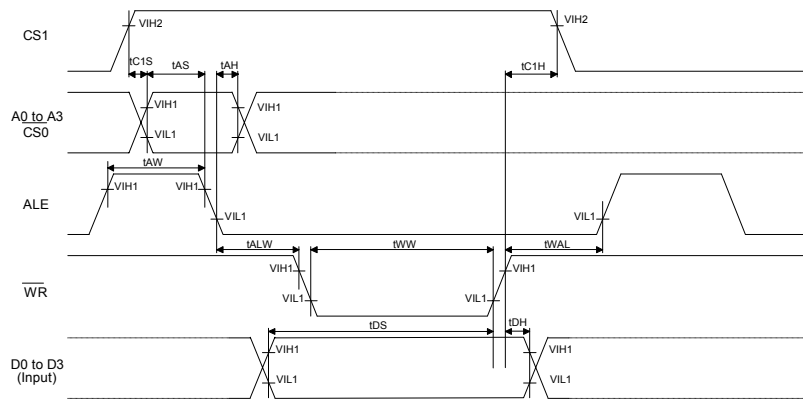 CS1
VIH2
VIH2
tC1S
tAS
tAH
tC1H
A0 to A3
CS0
VIH1
VIL1
VIH1
VIL1
tAW
ALE
VIH1
VIH1
VIL1
VIL1
tALW
tWW
tWAL
WR
VIH1
VIL1
VIL1
VIH1
tDS
tDH
D0 to D3
(Input)
VIH1
VIL1
VIH1
VIL1